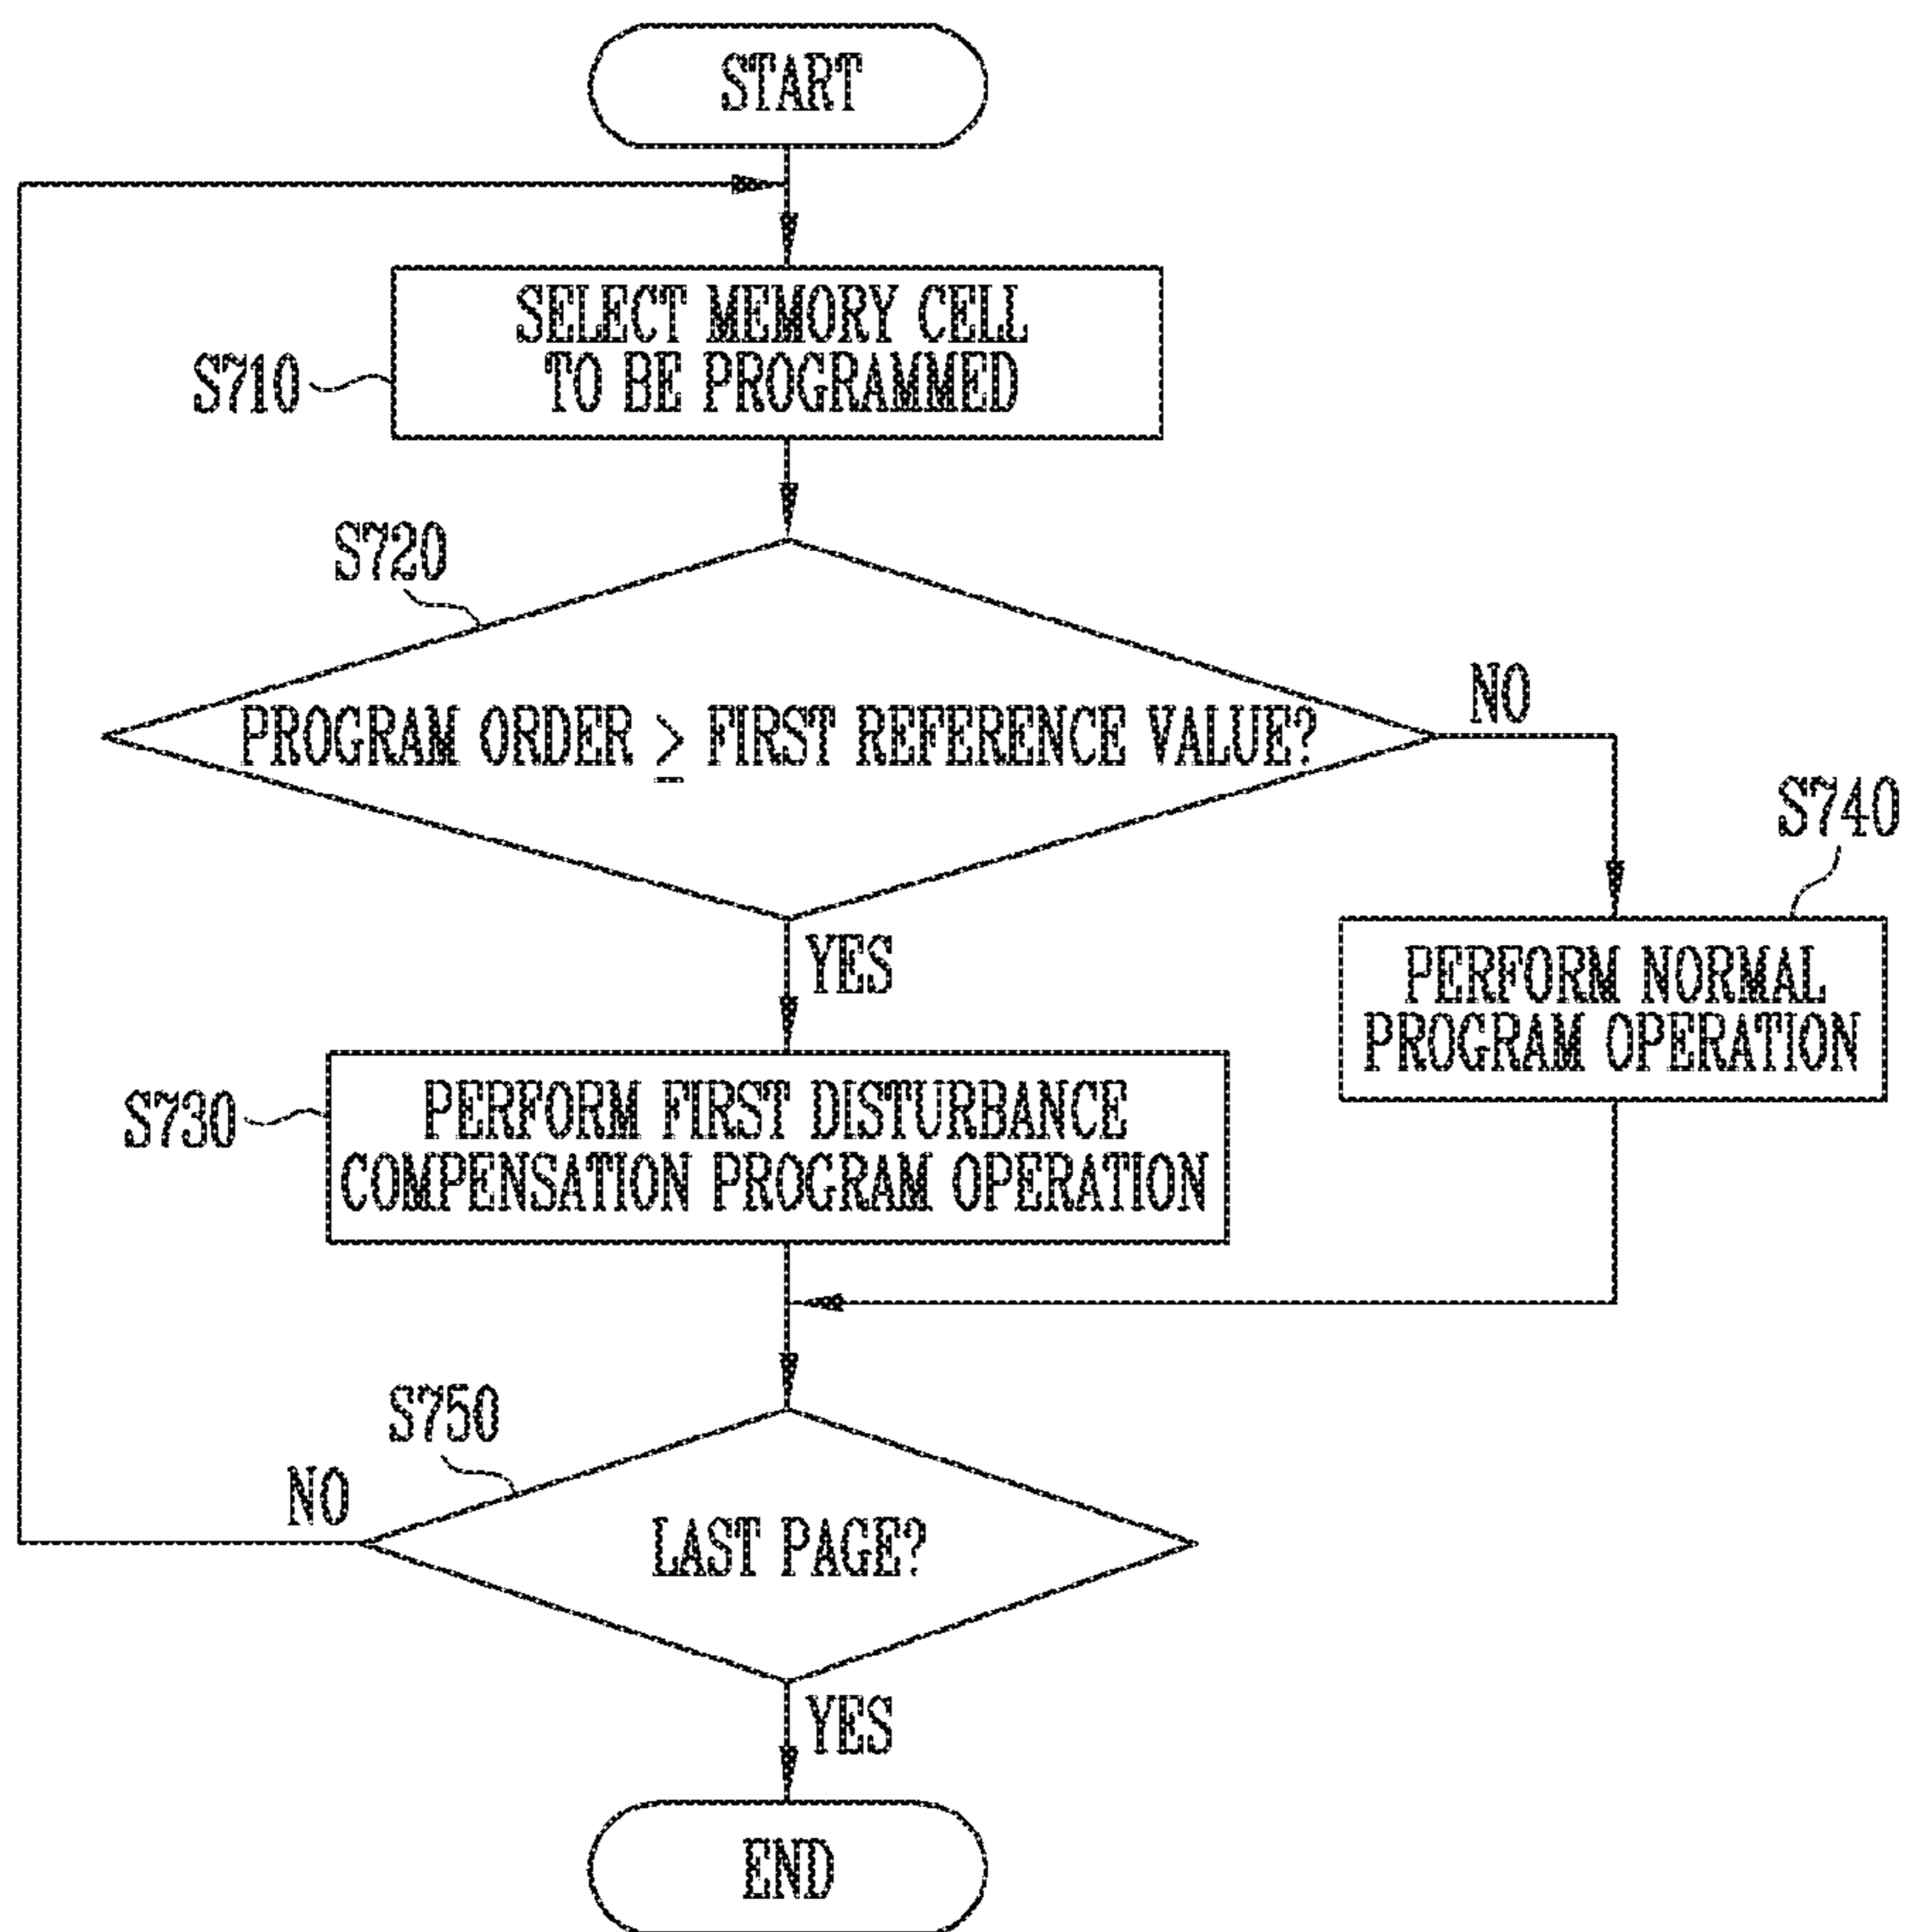 START
SELECT MEMORY CELL
TO BE PROGRAMMED
S710
S720
PROGRAM ORDER ≥ FIRST REFERENCE VALUE?
NO
S740
YES
PERFORM NORMAL
PROGRAM OPERATION
S730
PERFORM FIRST DISTURBANCE
COMPENSATION PROGRAM OPERATION
S750
NO
LAST PAGE?
YES
END